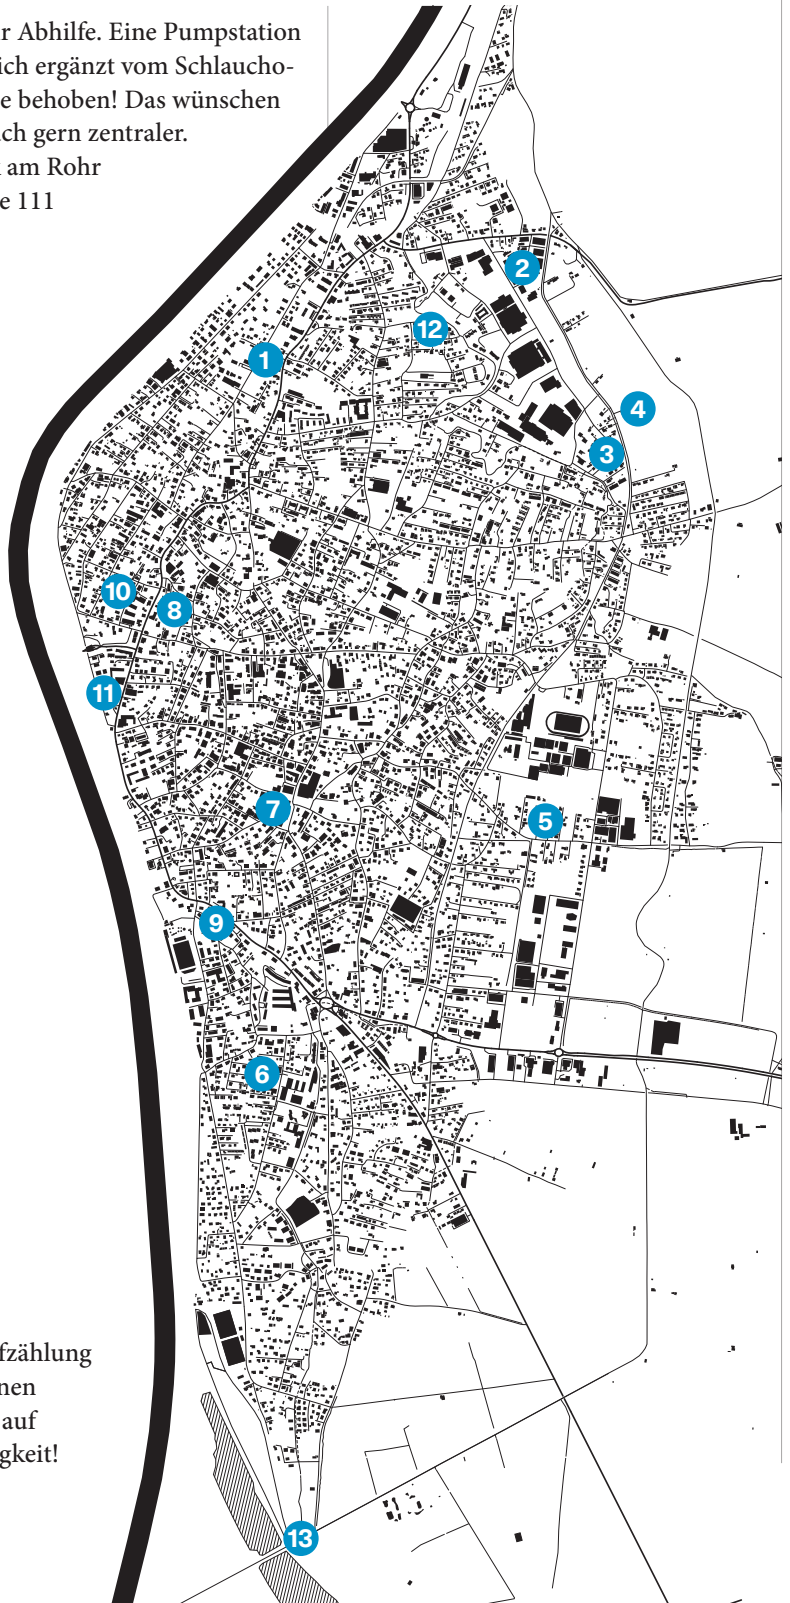 r Abhilfe. Eine Pumpstation
ich ergänzt vom Schlaucho-
e behoben! Das wünschen
ch gern zentraler.
am Rohr
e 111
2
12
1
4
3
10
8
11
7
5
9
6
fzählung
nen
auf
gkeit!
13